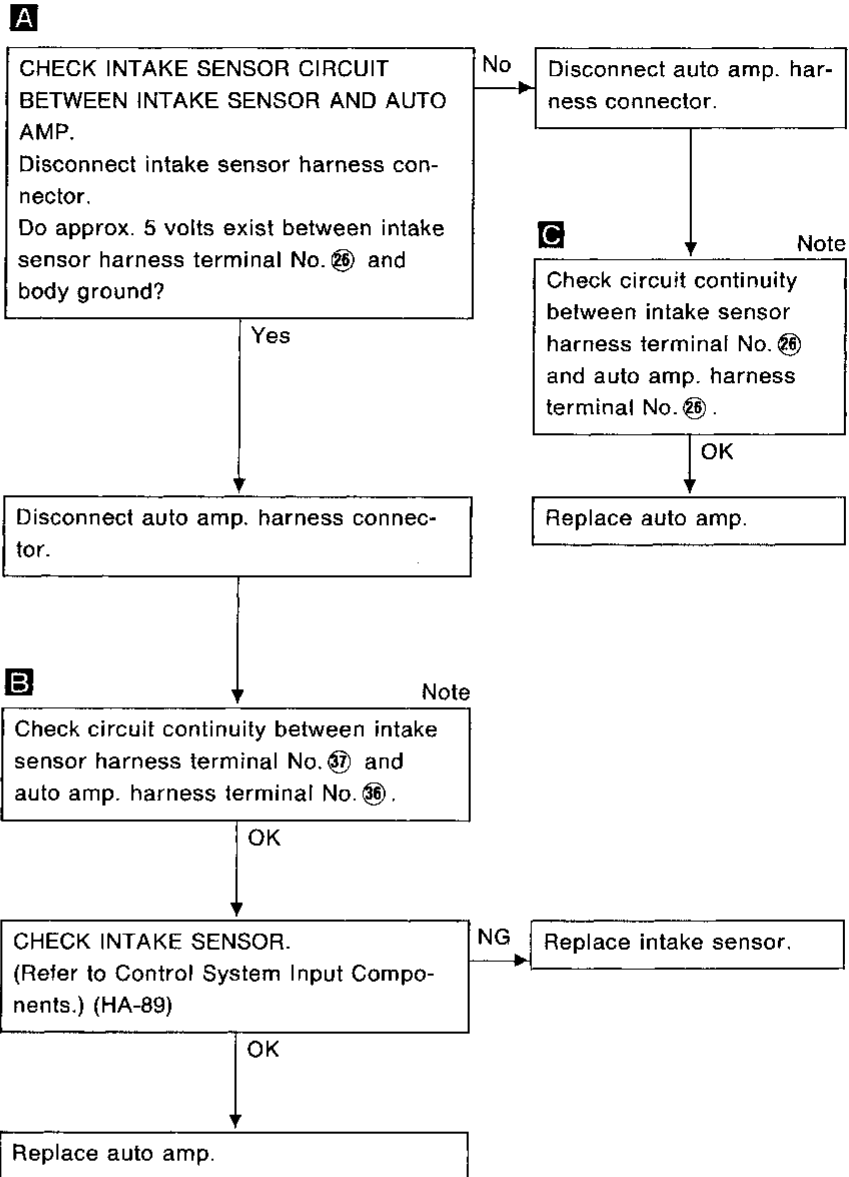 A
CHECK INTAKE SENSOR CIRCUIT
BETWEEN INTAKE SENSOR AND AUTO
AMP.
Disconnect intake sensor harness con-
nector.
Do approx. 5 volts exist between intake
sensor harness terminal No. ㉖ and
body ground?
No
Disconnect auto amp. har-
ness connector.
C
Note
Check circuit continuity
between intake sensor
harness terminal No. ㉖
and auto amp. harness
terminal No. ㉖ .
OK
Replace auto amp.
Yes
Disconnect auto amp. harness connec-
tor.
B
Note
Check circuit continuity between intake
sensor harness terminal No. ㊲ and
auto amp. harness terminal No. ㊱ .
OK
CHECK INTAKE SENSOR.
(Refer to Control System Input Compo-
nents.) (HA-89)
NG
Replace intake sensor.
OK
Replace auto amp.